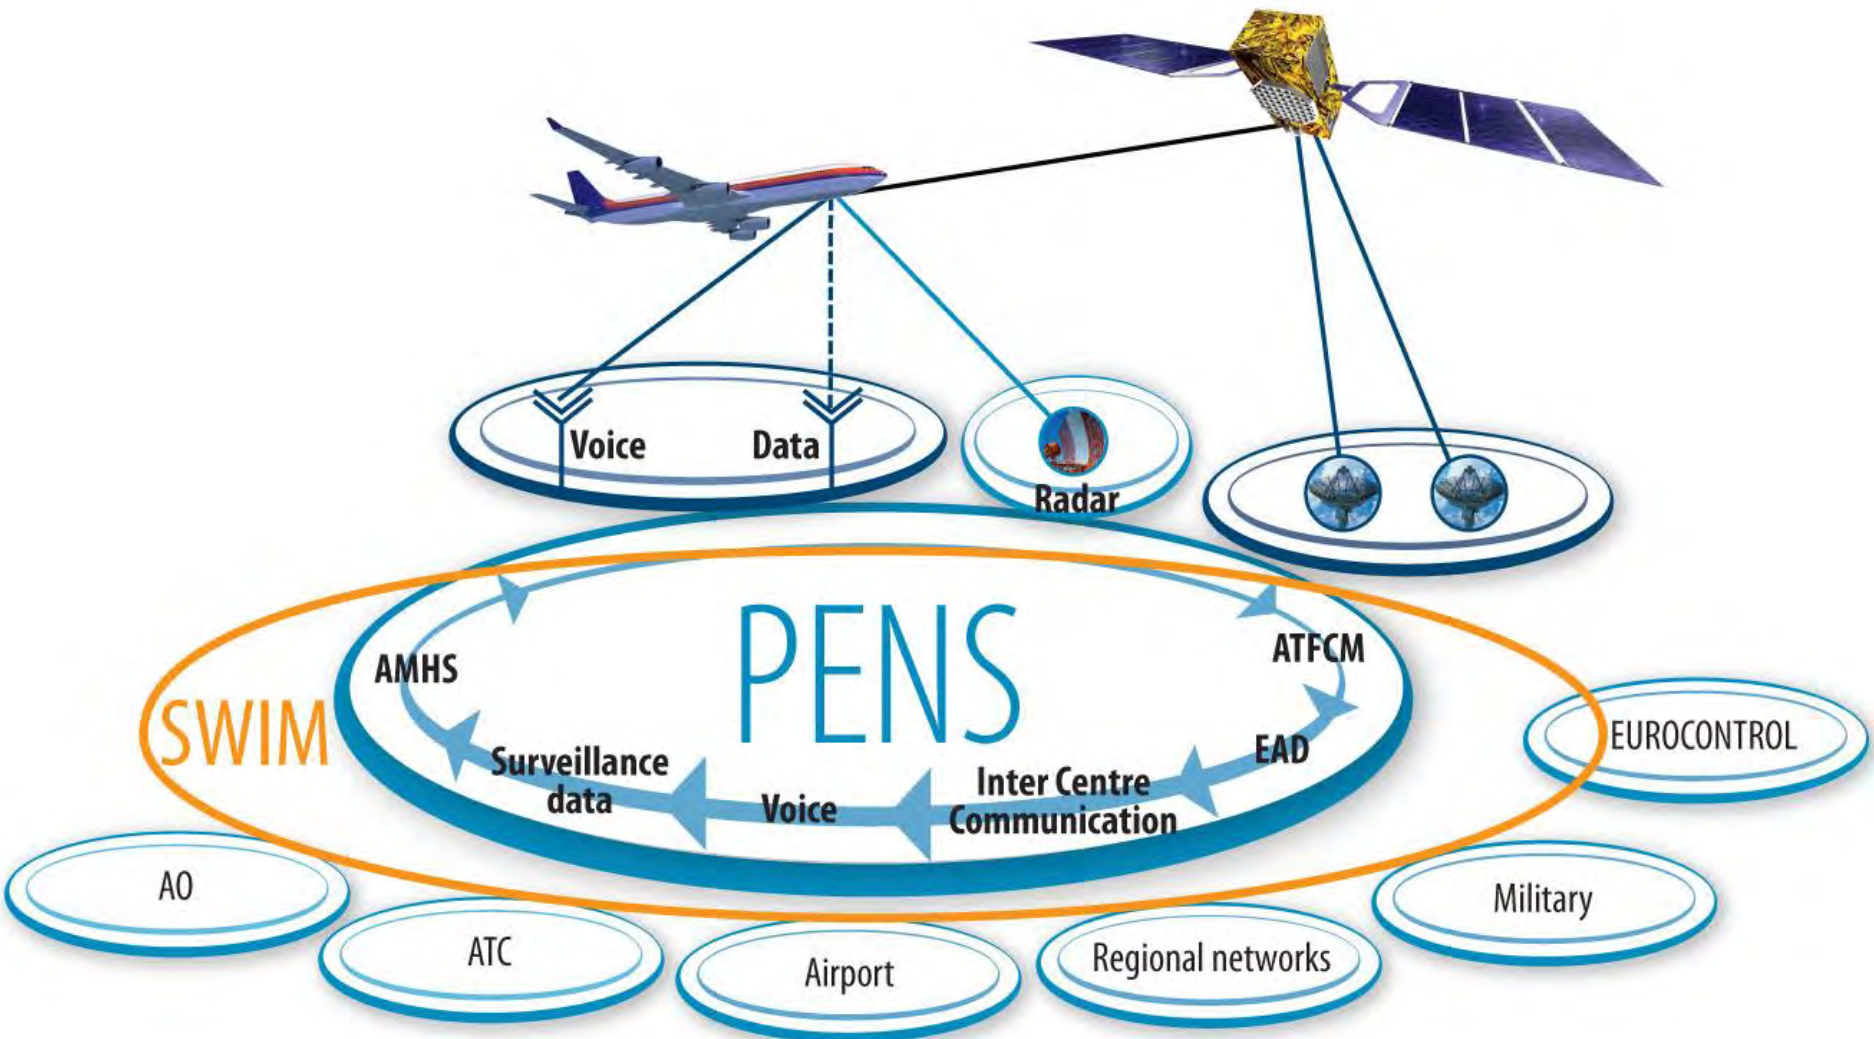 Voice
Data
Radar
PENS
AMHS
ATFCM
SWIM
EUROCONTROL
EAD
Surveillance
data
Inter Centre
Communication
Voice
AO
Military
ATC
Airport
Regional networks